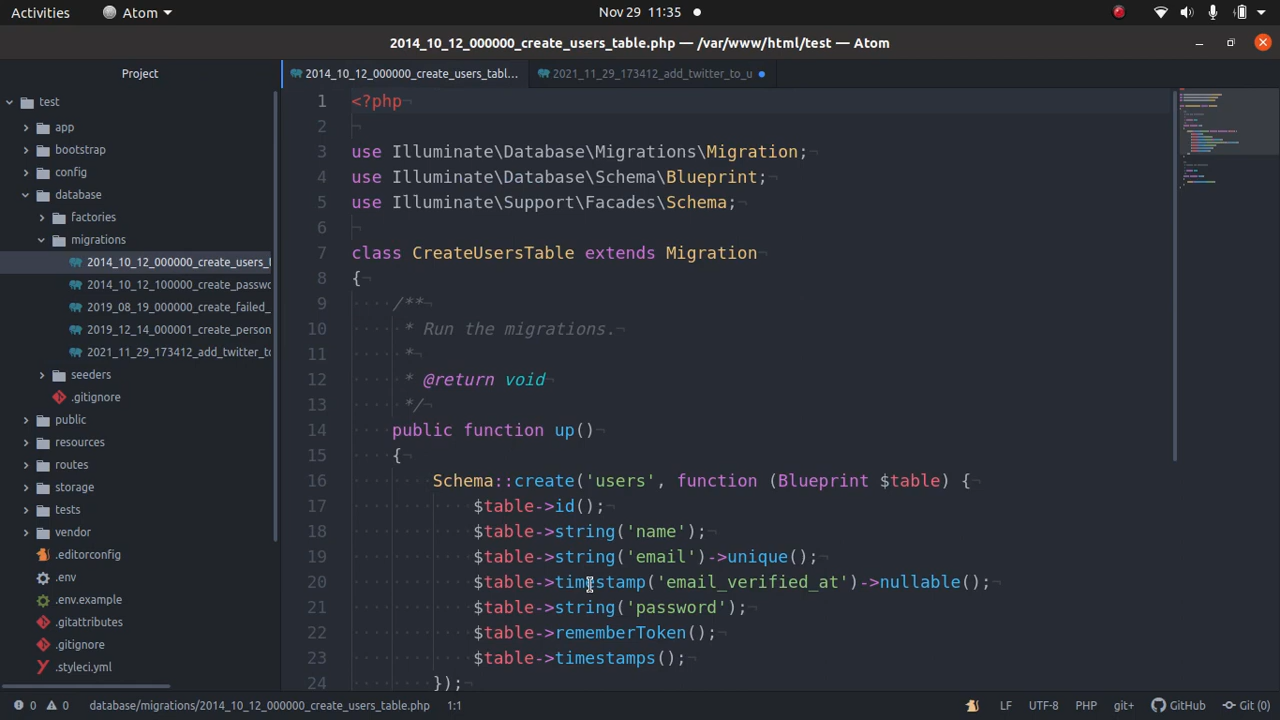 Activities
Atom
Nov 29 11:35
2014_10_12_000000_create_users_table.php — /var/www/html/test — Atom
Project
2014_10_12_000000_create_users_tabl...
2021_11_29_173412_add_twitter_to_u
test
app
bootstrap
config
database
factories
migrations
2014_10_12_000000_create_users_t
2014_10_12_100000_create_passwo
2019_08_19_000000_create_failed_
2019_12_14_000001_create_person
2021_11_29_173412_add_twitter_to
seeders
.gitignore
public
resources
routes
storage
tests
vendor
.editorconfig
.env
.env.example
.gitattributes
.gitignore
.styleci.yml
1 <?php
2
3 use Illuminate\Database\Migrations\Migration;
4 use Illuminate\Database\Schema\Blueprint;
5 use Illuminate\Support\Facades\Schema;
6
7 class CreateUsersTable extends Migration
8 {
9 /**
10 * Run the migrations.
11 *
12 * @return void
13 */
14 public function up()
15 {
16 Schema::create('users', function (Blueprint $table) {
17 $table->id();
18 $table->string('name');
19 $table->string('email')->unique();
20 $table->timestamp('email_verified_at')->nullable();
21 $table->string('password');
22 $table->rememberToken();
23 $table->timestamps();
24 });
0 0 database/migrations/2014_10_12_000000_create_users_table.php 1:1
LF UTF-8 PHP git+ GitHub Git (0)